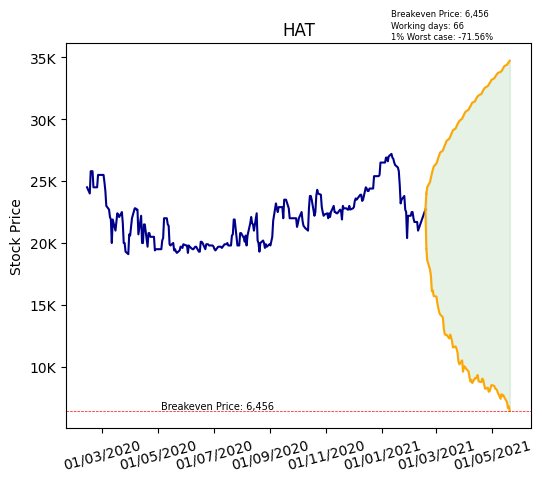 Breakeven Price: 6,456
Working days: 66
1% Worst case: -71.56%
HAT
Stock Price
35K
30K
25K
20K
15K
10K
Breakeven Price: 6,456
01/03/2020 01/05/2020 01/07/2020 01/09/2020 01/11/2020 01/01/2021 01/03/2021 01/05/2021